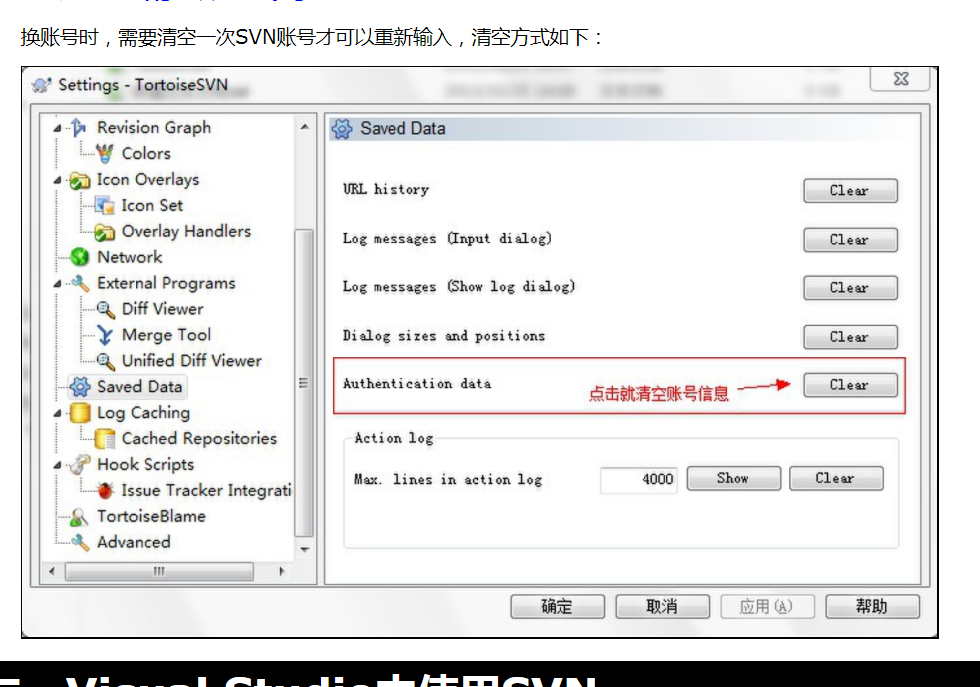 换账号时，需要清空一次SVN账号才可以重新输入，清空方式如下：
Settings - TortoiseSVN
Revision Graph
Colors
Icon Overlays
Icon Set
Overlay Handlers
Network
External Programs
Diff Viewer
Merge Tool
Unified Diff Viewer
Saved Data
Log Caching
Cached Repositories
Hook Scripts
Issue Tracker Integrati
TortoiseBlame
Advanced
Saved Data
URL history Clear
Log messages (Input dialog) Clear
Log messages (Show log dialog) Clear
Dialog sizes and positions Clear
Authentication data 点击就清空账号信息 Clear
Action log
Max. lines in action log 4000 Show Clear
确定 取消 应用(A) 帮助
Visual Studio中使用SVN